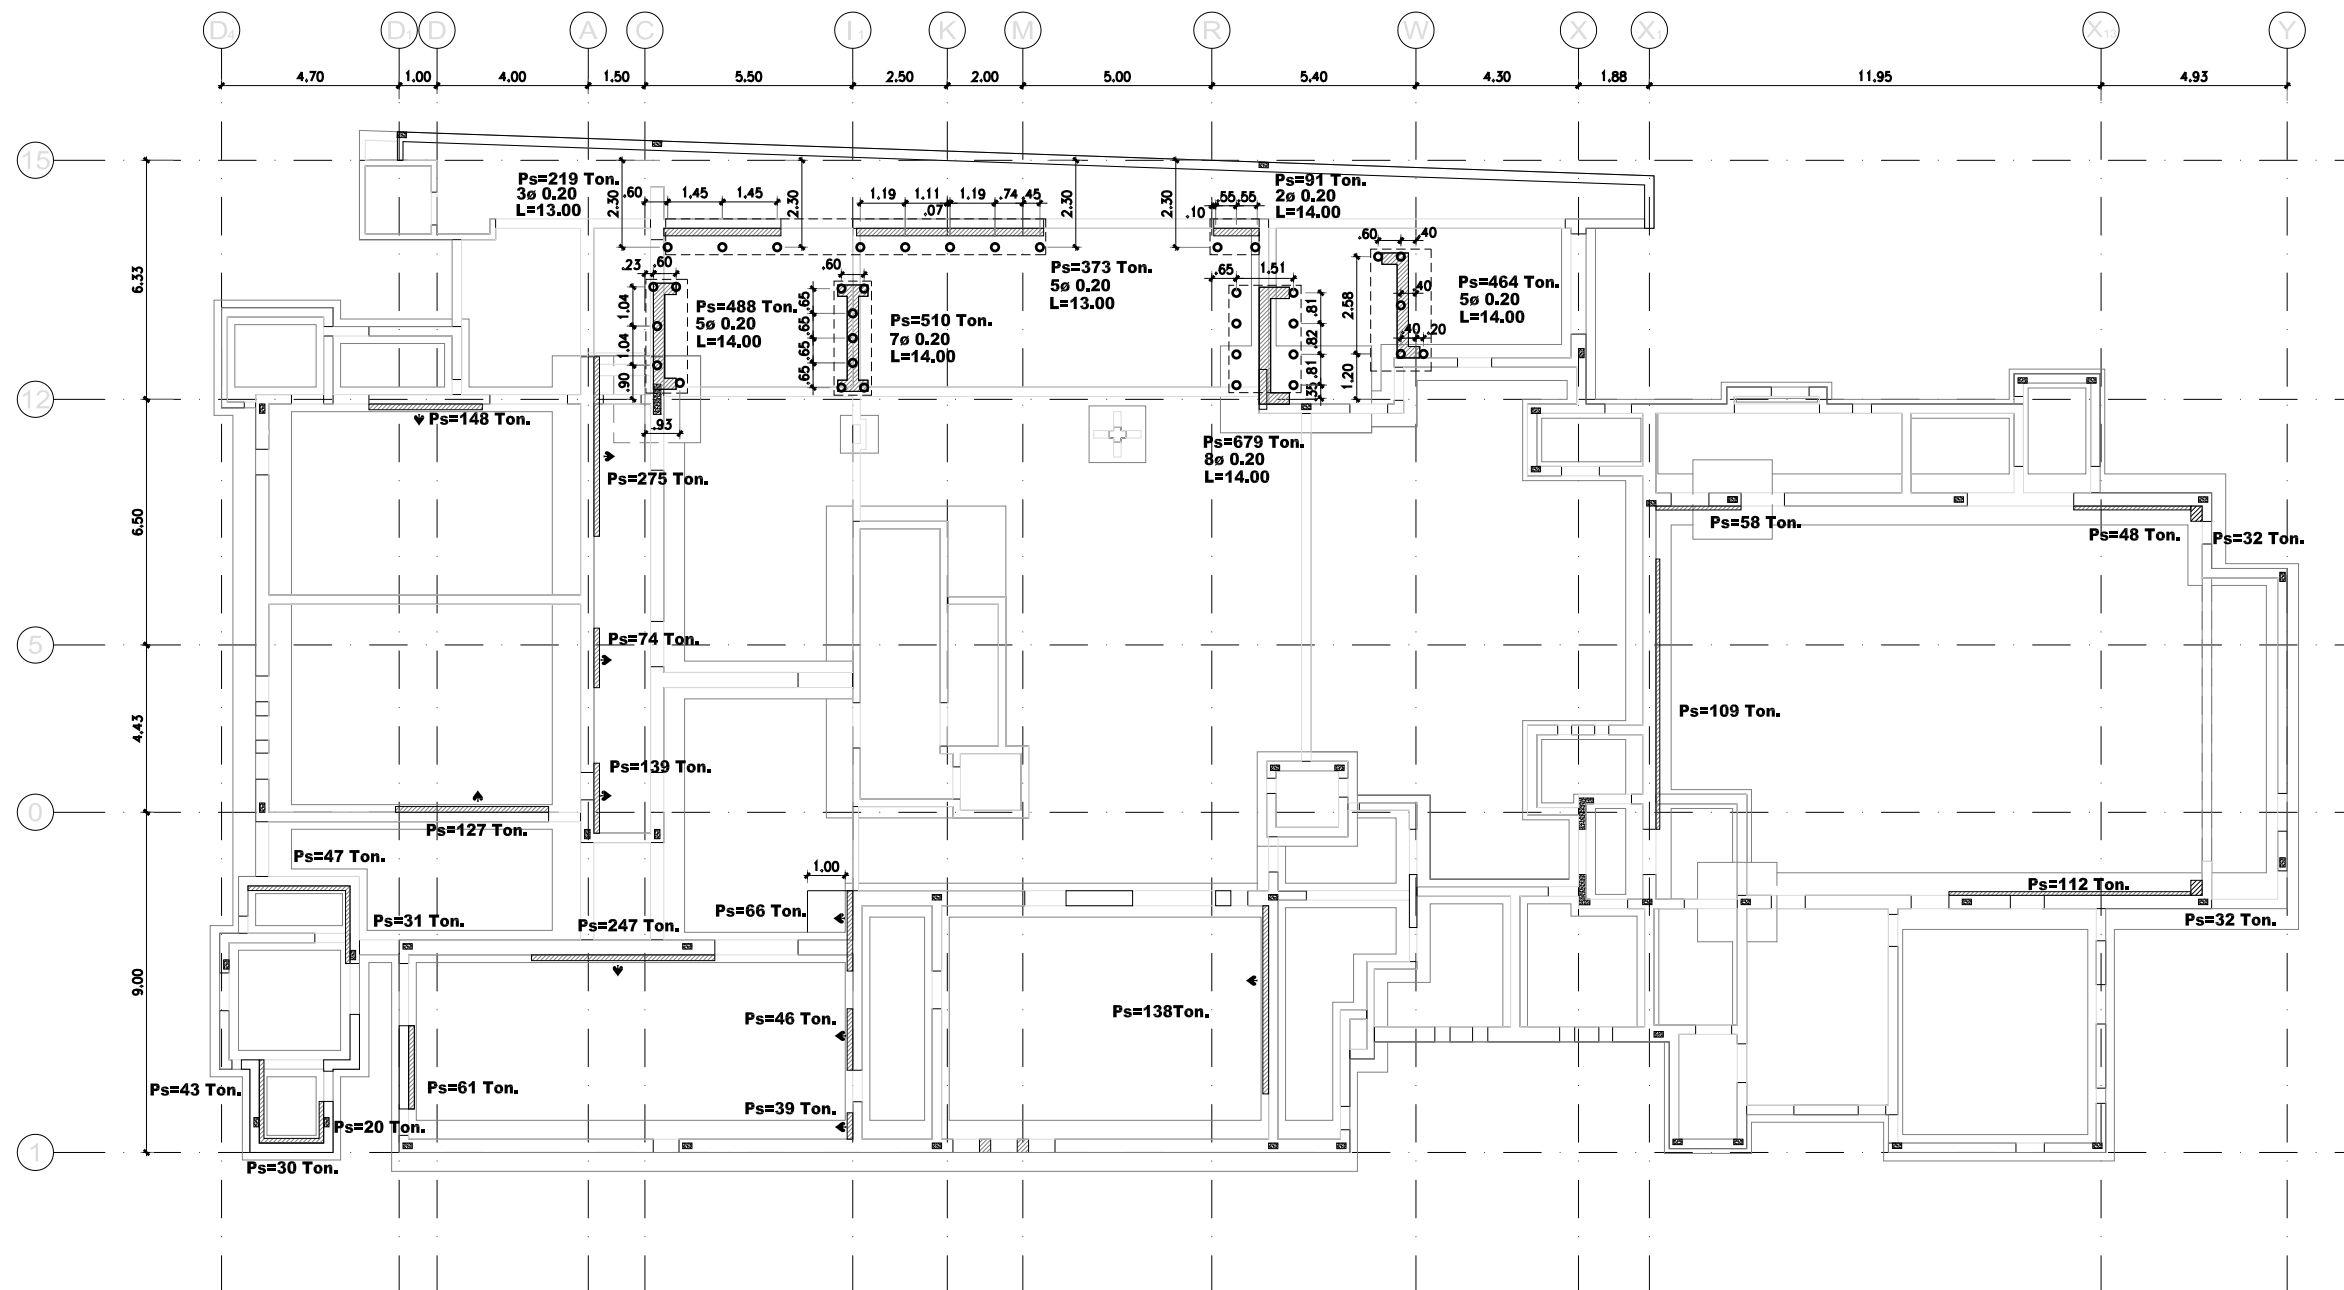 D4 D1 D A C I1 K M R W X X1 X13 Y
4.70 1.00 4.00 1.50 5.50 2.50 2.00 5.00 5.40 4.30 1.88 11.95 4.93
15
12
5
0
1
6.33
6.50
4.43
9.00
Ps=219 Ton.
3ø 0.20
L=13.00
.60 1.45 1.45
2.30
2.30
1.19 1.11 1.19 .74 .45
.07
2.30
2.30
.10 .55 .55
Ps=91 Ton.
2ø 0.20
L=14.00
.23 .60
1.04
1.04
.90
.93
Ps=488 Ton.
5ø 0.20
L=14.00
.60
.65
.65
.65
.65
Ps=510 Ton.
7ø 0.20
L=14.00
Ps=373 Ton.
5ø 0.20
L=13.00
.65 1.51
.81
.82
.81
.35
Ps=679 Ton.
8ø 0.20
L=14.00
.60 .40
2.58
.40
.40 .20
1.20
Ps=464 Ton.
5ø 0.20
L=14.00
Ps=148 Ton.
Ps=275 Ton.
Ps=58 Ton.
Ps=48 Ton.
Ps=32 Ton.
Ps=74 Ton.
Ps=109 Ton.
Ps=139 Ton.
Ps=127 Ton.
Ps=47 Ton.
1.00
Ps=112 Ton.
Ps=66 Ton.
Ps=31 Ton.
Ps=247 Ton.
Ps=32 Ton.
Ps=46 Ton.
Ps=138Ton.
Ps=43 Ton.
Ps=61 Ton.
Ps=39 Ton.
Ps=20 Ton.
Ps=30 Ton.